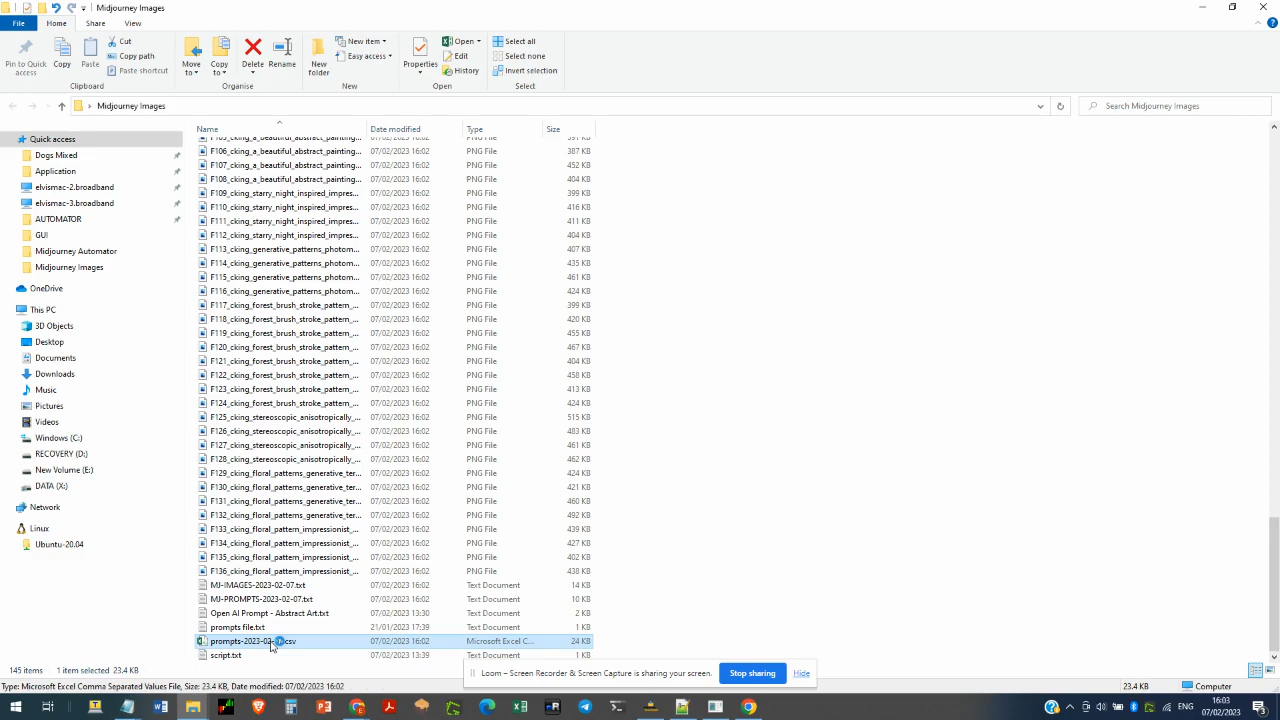 Midjourney Images
File Home Share View
Pin to Quick access
Copy
Paste
Cut
Copy path
Paste shortcut
Clipboard
Move to
Copy to
Delete
Rename
Organise
New folder
New item
Easy access
New
Properties
Open
Edit
History
Open
Select all
Select none
Invert selection
Select
Midjourney Images
Search Midjourney Images
Name Date modified Type Size
Quick access
Dogs Mixed
Application
elvismac-2.broadband
elvismac-3.broadband
AUTOMATOR
GUI
Midjourney Automator
Midjourney Images
OneDrive
This PC
3D Objects
Desktop
Documents
Downloads
Music
Pictures
Videos
Windows (C:)
RECOVERY (D:)
New Volume (E:)
DATA (X:)
Network
Linux
Ubuntu-20.04
F105_cking_a_beautiful_abstract_painting... 07/02/2023 16:02 PNG File 391 KB
F106_cking_a_beautiful_abstract_painting... 07/02/2023 16:02 PNG File 387 KB
F107_cking_a_beautiful_abstract_painting... 07/02/2023 16:02 PNG File 452 KB
F108_cking_a_beautiful_abstract_painting... 07/02/2023 16:02 PNG File 404 KB
F109_cking_starry_night_inspired_impres... 07/02/2023 16:02 PNG File 399 KB
F110_cking_starry_night_inspired_impres... 07/02/2023 16:02 PNG File 416 KB
F111_cking_starry_night_inspired_impres... 07/02/2023 16:02 PNG File 411 KB
F112_cking_starry_night_inspired_impres... 07/02/2023 16:02 PNG File 404 KB
F113_cking_generative_patterns_photom... 07/02/2023 16:02 PNG File 407 KB
F114_cking_generative_patterns_photom... 07/02/2023 16:02 PNG File 435 KB
F115_cking_generative_patterns_photom... 07/02/2023 16:02 PNG File 461 KB
F116_cking_generative_patterns_photom... 07/02/2023 16:02 PNG File 424 KB
F117_cking_forest_brush_stroke_pattern_... 07/02/2023 16:02 PNG File 399 KB
F118_cking_forest_brush_stroke_pattern_... 07/02/2023 16:02 PNG File 420 KB
F119_cking_forest_brush_stroke_pattern_... 07/02/2023 16:02 PNG File 455 KB
F120_cking_forest_brush_stroke_pattern_... 07/02/2023 16:02 PNG File 467 KB
F121_cking_forest_brush_stroke_pattern_... 07/02/2023 16:02 PNG File 404 KB
F122_cking_forest_brush_stroke_pattern_... 07/02/2023 16:02 PNG File 458 KB
F123_cking_forest_brush_stroke_pattern_... 07/02/2023 16:02 PNG File 413 KB
F124_cking_forest_brush_stroke_pattern_... 07/02/2023 16:02 PNG File 424 KB
F125_cking_stereoscopic_anisotropically_... 07/02/2023 16:02 PNG File 515 KB
F126_cking_stereoscopic_anisotropically_... 07/02/2023 16:02 PNG File 483 KB
F127_cking_stereoscopic_anisotropically_... 07/02/2023 16:02 PNG File 461 KB
F128_cking_stereoscopic_anisotropically_... 07/02/2023 16:02 PNG File 462 KB
F129_cking_floral_patterns_generative_ter... 07/02/2023 16:02 PNG File 424 KB
F130_cking_floral_patterns_generative_ter... 07/02/2023 16:02 PNG File 421 KB
F131_cking_floral_patterns_generative_ter... 07/02/2023 16:02 PNG File 460 KB
F132_cking_floral_patterns_generative_ter... 07/02/2023 16:02 PNG File 492 KB
F133_cking_floral_pattern_impressionist_... 07/02/2023 16:02 PNG File 429 KB
F134_cking_floral_pattern_impressionist_... 07/02/2023 16:02 PNG File 427 KB
F135_cking_floral_pattern_impressionist_... 07/02/2023 16:02 PNG File 402 KB
F136_cking_floral_pattern_impressionist_... 07/02/2023 16:02 PNG File 438 KB
MJ-IMAGES-2023-02-07.txt 07/02/2023 16:02 Text Document 14 KB
MJ-PROMPTS-2023-02-07.txt 07/02/2023 16:02 Text Document 1 KB
Open AI Prompt - Abstract Art.txt 07/02/2023 13:30 Text Document 2 KB
prompts file.txt 21/01/2023 17:39 Text Document 1 KB
prompts-2023-02- csv 07/02/2023 16:02 Microsoft Excel C... 24 KB
script.txt 07/02/2023 13:39 Text Document 1 KB
145 items 1 item selected 23.4 KB
Loom – Screen Recorder & Screen Capture is sharing your screen. Stop sharing Hide
Type: Microsoft Excel Comma Separated Values File, Size: 23.4 KB, Date modified: 07/02/2023 16:02 23.4 KB Computer
16:03
07/02/2023